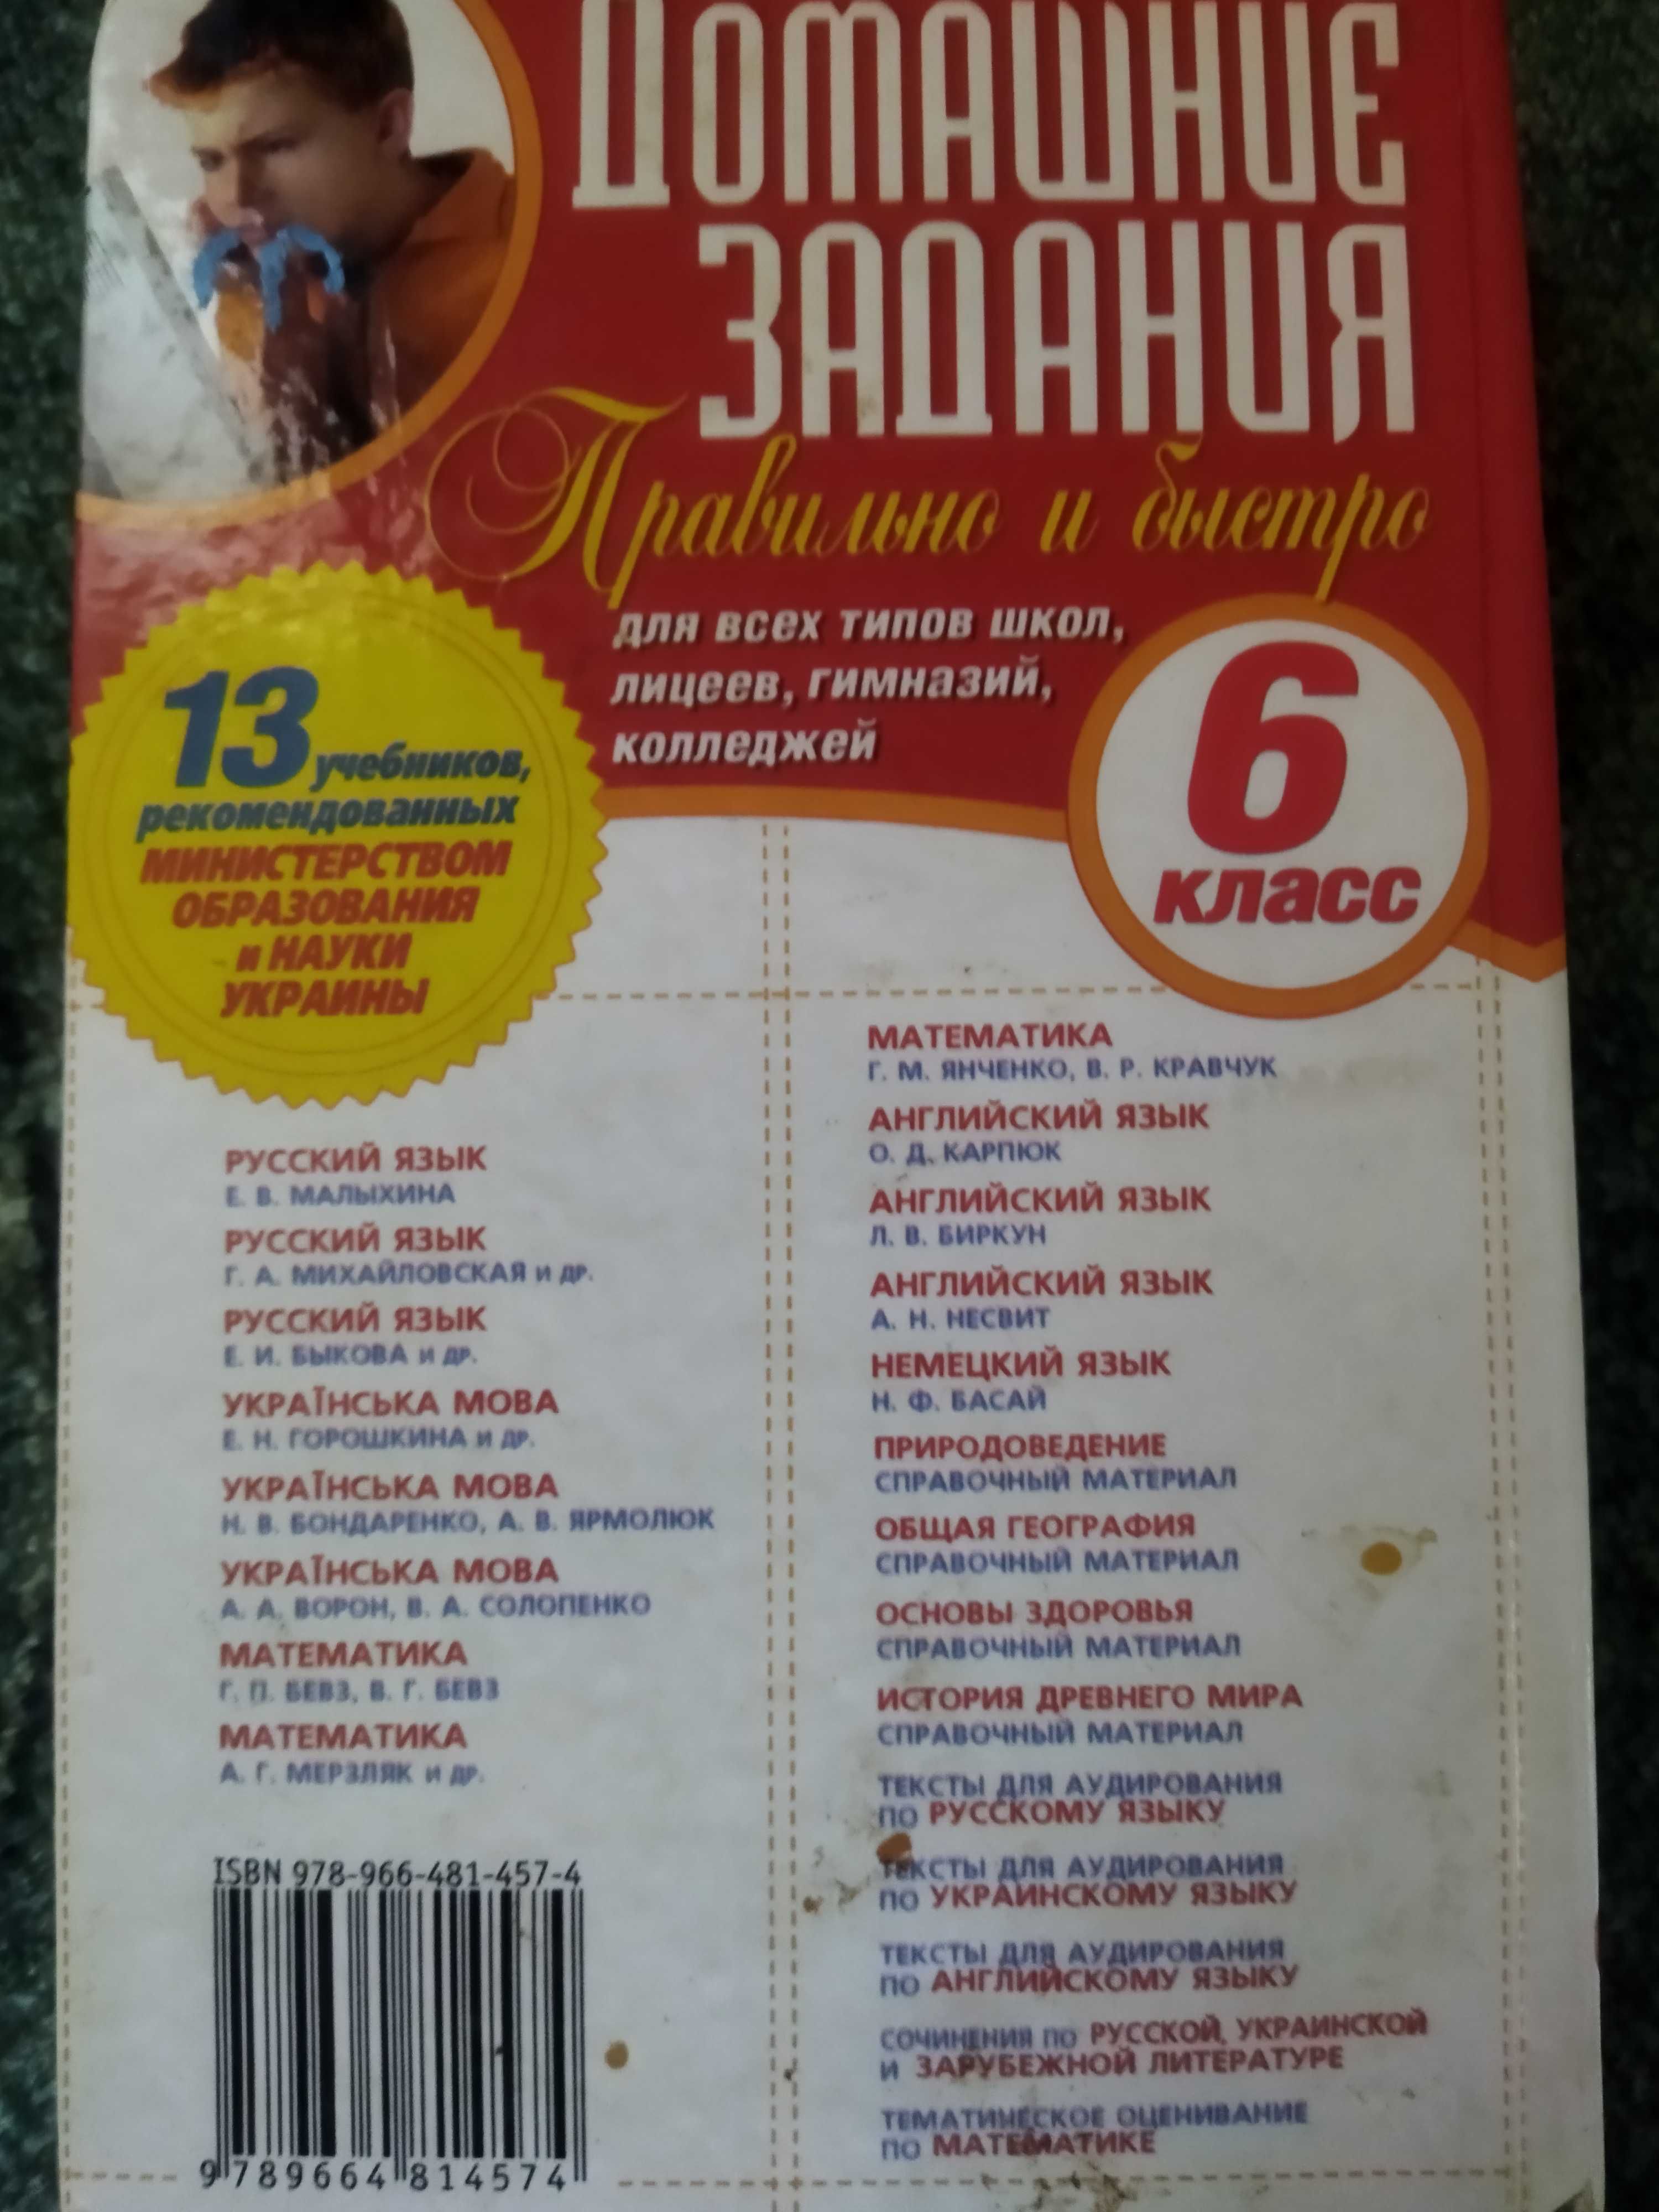 ДОМАШНИЕ
ЗАДАНИЯ
Правильно и быстро
для всех типов школ,
лицеев, гимназий,
колледжей
6
класс
13 учебников,
рекомендованных
МИНИСТЕРСТВОМ
ОБРАЗОВАНИЯ
и НАУКИ
УКРАИНЫ
РУССКИЙ ЯЗЫК
Е. В. МАЛЫХИНА
РУССКИЙ ЯЗЫК
Г. А. МИХАЙЛОВСКАЯ И ДР.
РУССКИЙ ЯЗЫК
Е. И. БЫКОВА И ДР.
УКРАЇНСЬКА МОВА
Е. Н. ГОРОШКИНА И ДР.
УКРАЇНСЬКА МОВА
Н. В. БОНДАРЕНКО, А. В. ЯРМОЛЮК
УКРАЇНСЬКА МОВА
А. А. ВОРОН, В. А. СОЛОПЕНКО
МАТЕМАТИКА
Г. П. БЕВЗ, В. Г. БЕВЗ
МАТЕМАТИКА
А. Г. МЕРЗЛЯК И ДР.
ISBN 978-966-481-457-4
9 789664 814574
МАТЕМАТИКА
Г. М. ЯНЧЕНКО, В. Р. КРАВЧУК
АНГЛИЙСКИЙ ЯЗЫК
О. Д. КАРПЮК
АНГЛИЙСКИЙ ЯЗЫК
Л. В. БИРКУН
АНГЛИЙСКИЙ ЯЗЫК
А. Н. НЕСВИТ
НЕМЕЦКИЙ ЯЗЫК
Н. Ф. БАСАЙ
ПРИРОДОВЕДЕНИЕ
СПРАВОЧНЫЙ МАТЕРИАЛ
ОБЩАЯ ГЕОГРАФИЯ
СПРАВОЧНЫЙ МАТЕРИАЛ
ОСНОВЫ ЗДОРОВЬЯ
СПРАВОЧНЫЙ МАТЕРИАЛ
ИСТОРИЯ ДРЕВНЕГО МИРА
СПРАВОЧНЫЙ МАТЕРИАЛ
ТЕКСТЫ ДЛЯ АУДИРОВАНИЯ
ПО РУССКОМУ ЯЗЫКУ
ТЕКСТЫ ДЛЯ АУДИРОВАНИЯ
ПО УКРАИНСКОМУ ЯЗЫКУ
ТЕКСТЫ ДЛЯ АУДИРОВАНИЯ
ПО АНГЛИЙСКОМУ ЯЗЫКУ
СОЧИНЕНИЯ ПО РУССКОЙ, УКРАИНСКОЙ
И ЗАРУБЕЖНОЙ ЛИТЕРАТУРЕ
ТЕМАТИЧЕСКОЕ ОЦЕНИВАНИЕ
ПО МАТЕМАТИКЕ